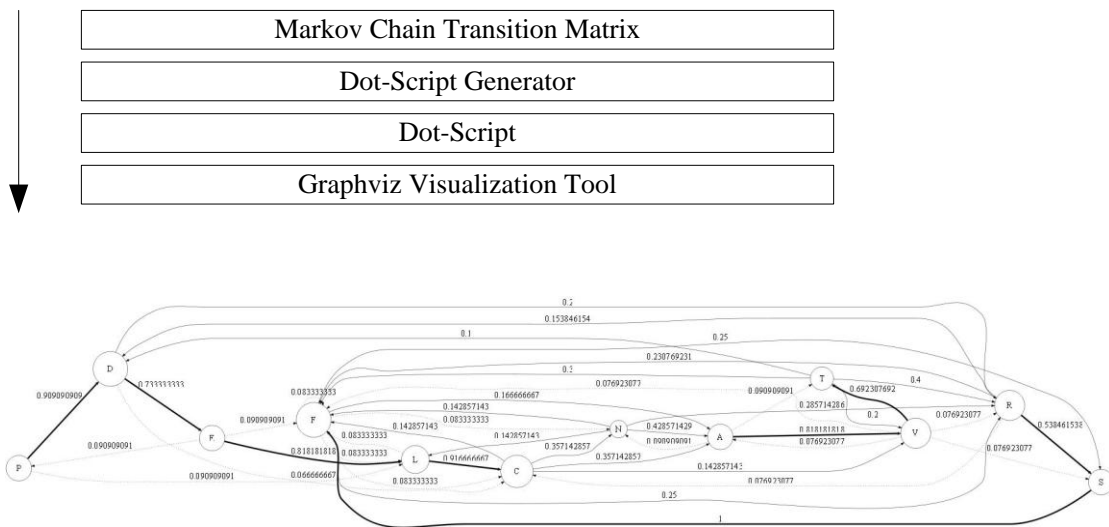 Markov Chain Transition Matrix
Dot-Script Generator
Dot-Script
Graphviz Visualization Tool
0.2
0.153846154
0.1
0.25
0.230769231
0.3
0.076923077
0.090909091
0.692307692
0.4
0.285714286
0.2
0.076923077
0.083333333
0.166666667
0.142857143
0.083333333
0.142857143
0.733333333
0.909090909
0.090909091
0.090909091
0.083333333
0.083333333
0.818181818
0.142857143
0.428571429
0.090909091
0.818181818
0.076923077
0.538461538
0.076923077
0.357142857
0.357142857
0.916666667
0.142857143
0.076923077
0.090909091
0.066666667
0.083333333
0.25
1
D
T
R
F
N
A
V
L
C
P
S